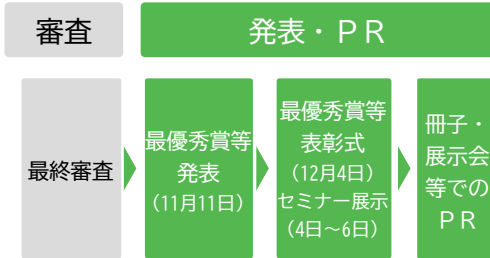 審査
発表・ＰＲ
最終審査
最優秀賞等
発表
（11月11日）
最優秀賞等
表彰式
（12月4日）
セミナー展示
（4日～6日）
冊子・
展示会
等での
ＰＲ